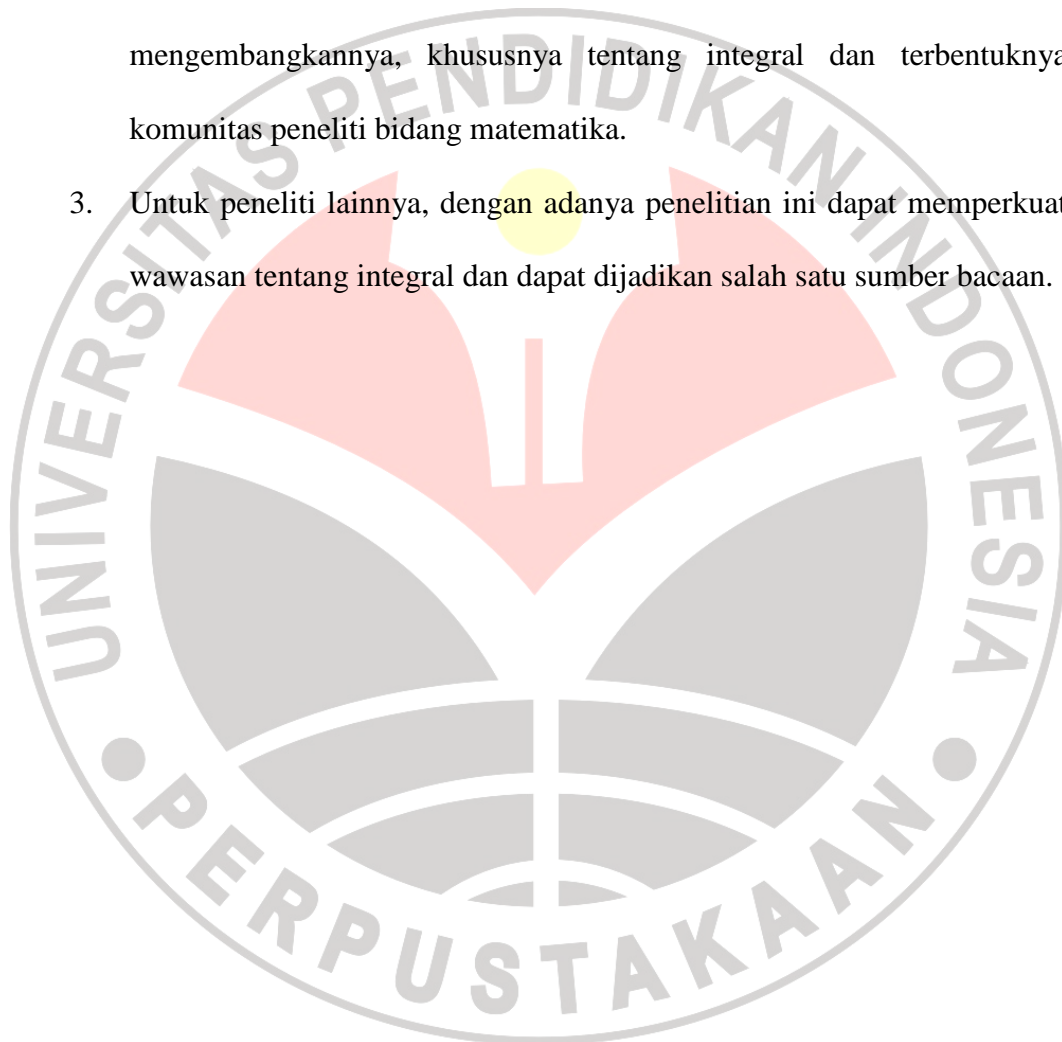 mengembangkannya, khususnya tentang integral dan terbentuknya
komunitas peneliti bidang matematika.
3. Untuk peneliti lainnya, dengan adanya penelitian ini dapat memperkuat
wawasan tentang integral dan dapat dijadikan salah satu sumber bacaan.
UNIVERSITAS PENDIDIKAN INDONESIA
PERPUSTAKAAN